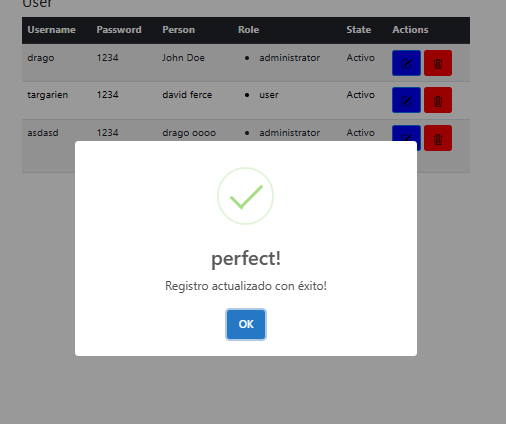 User
Username Password Person Role State Actions
drago 1234 John Doe administrator Activo
targarien 1234 david ferce user Activo
asdasd 1234 drago oooo administrator Activo
perfect!
Registro actualizado con éxito!
OK